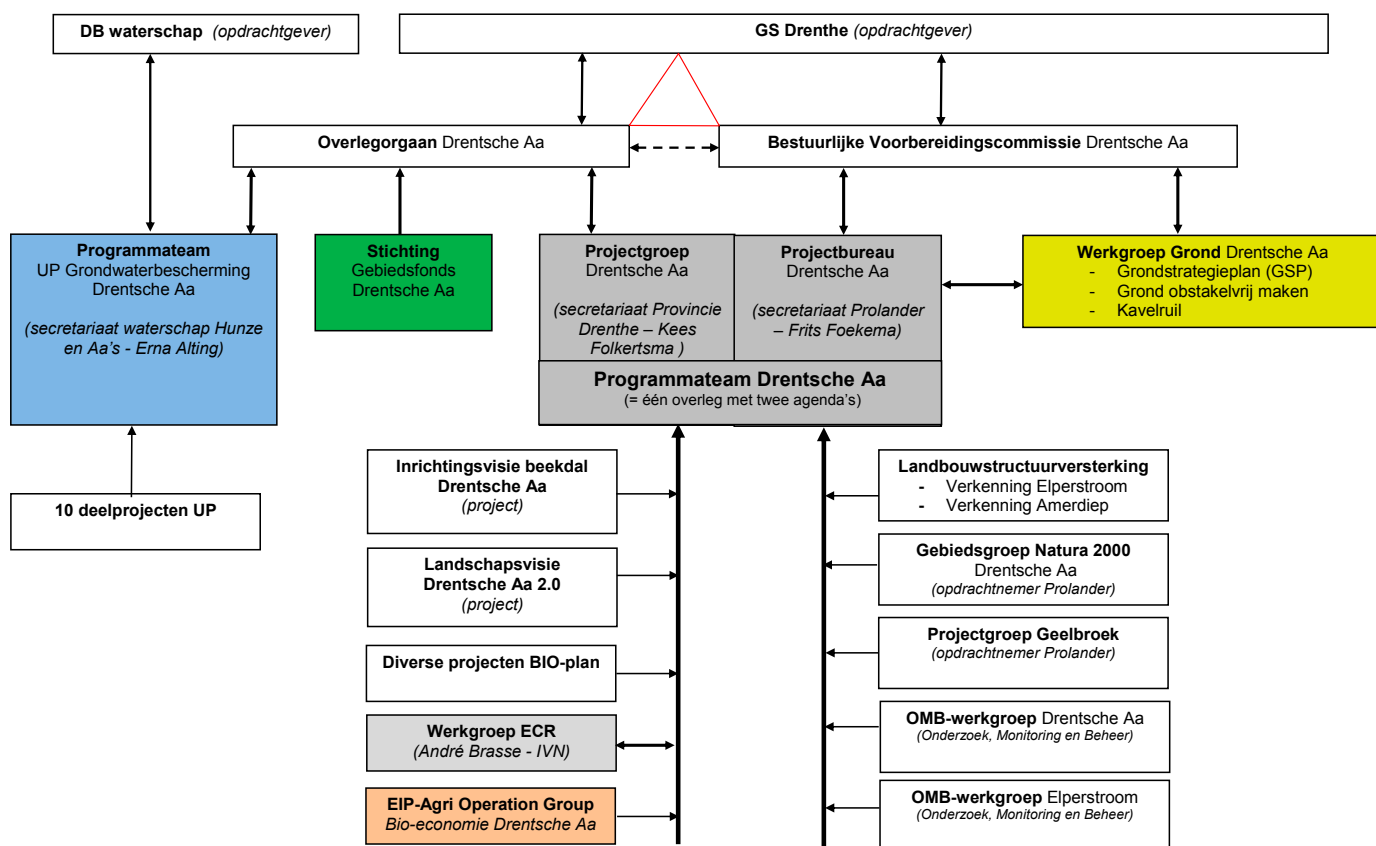 DB waterschap (opdrachtgever)
GS Drenthe (opdrachtgever)
Overlegorgaan Drentsche Aa
Bestuurlijke Voorbereidingscommissie Drentsche Aa
Programmateam
UP Grondwaterbescherming
Drentsche Aa
(secretariaat waterschap Hunze
en Aa's - Erna Alting)
Stichting
Gebiedsfonds
Drentsche Aa
Projectgroep
Drentsche Aa
(secretariaat Provincie
Drenthe – Kees
Folkertsma )
Projectbureau
Drentsche Aa
(secretariaat Prolander
– Frits Foekema)
Werkgroep Grond Drentsche Aa
- Grondstrategieplan (GSP)
- Grond obstakelvrij maken
- Kavelruil
Programmateam Drentsche Aa
(= één overleg met twee agenda's)
10 deelprojecten UP
Inrichtingsvisie beekdal
Drentsche Aa
(project)
Landschapsvisie
Drentsche Aa 2.0
(project)
Diverse projecten BIO-plan
Werkgroep ECR
(André Brasse - IVN)
EIP-Agri Operation Group
Bio-economie Drentsche Aa
Landbouwstructuurversterking
- Verkenning Elperstroom
- Verkenning Amerdiep
Gebiedsgroep Natura 2000
Drentsche Aa
(opdrachtnemer Prolander)
Projectgroep Geelbroek
(opdrachtnemer Prolander)
OMB-werkgroep Drentsche Aa
(Onderzoek, Monitoring en Beheer)
OMB-werkgroep Elperstroom
(Onderzoek, Monitoring en Beheer)